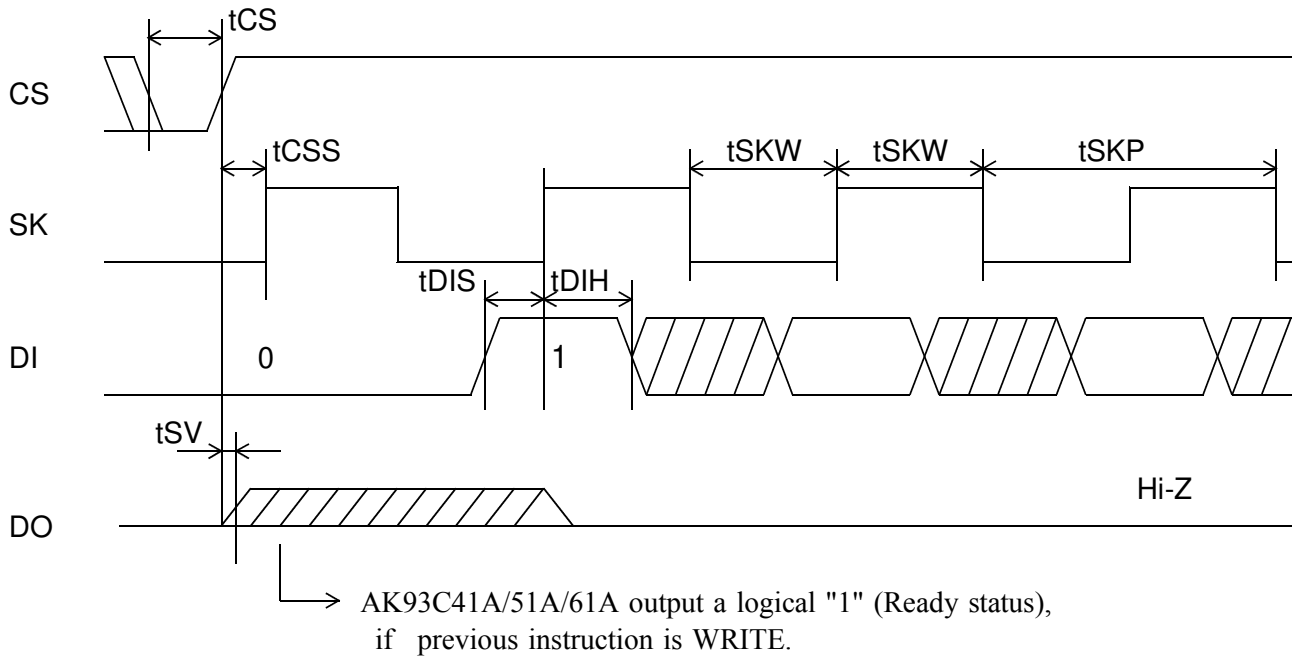 tCS
CS
tCSS
tSKW
tSKW
tSKP
SK
tDIS
tDIH
DI
0
1
tSV
Hi-Z
DO
AK93C41A/51A/61A output a logical "1" (Ready status),
if previous instruction is WRITE.